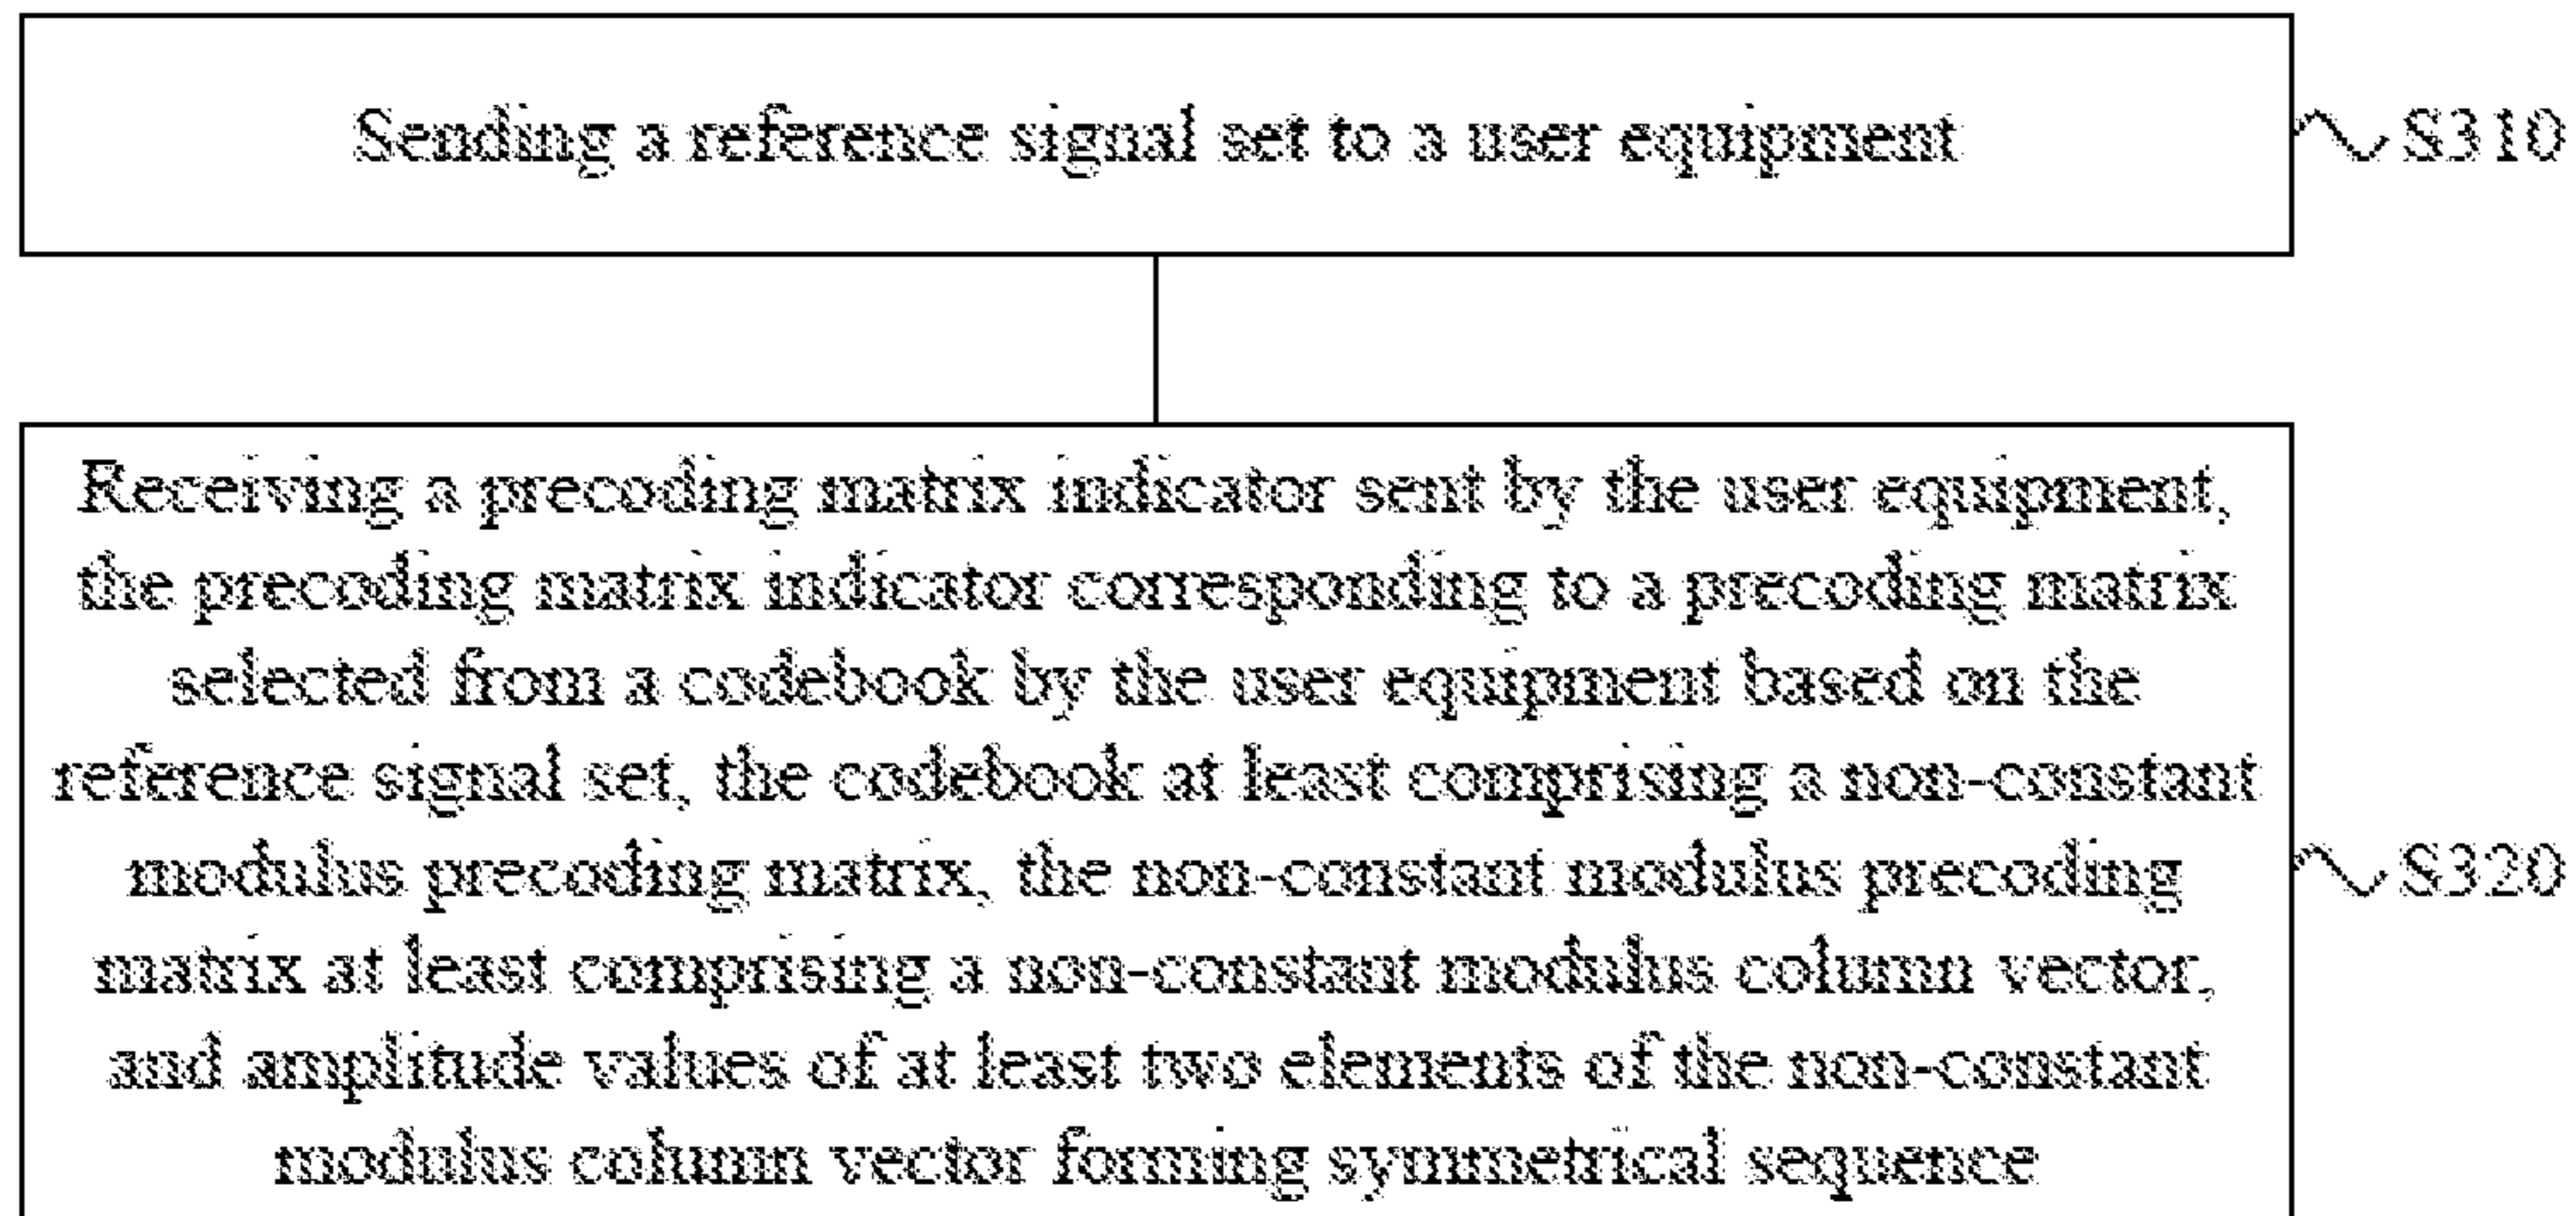 Sending a reference signal set to a user equipment
S310
Receiving a precoding matrix indicator sent by the user equipment,
the precoding matrix indicator corresponding to a precoding matrix
selected from a codebook by the user equipment based on the
reference signal set, the codebook at least comprising a non-constant
modulus precoding matrix, the non-constant modulus precoding
matrix at least comprising a non-constant modulus column vector,
and amplitude values of at least two elements of the non-constant
modulus column vector forming symmetrical sequence
S320